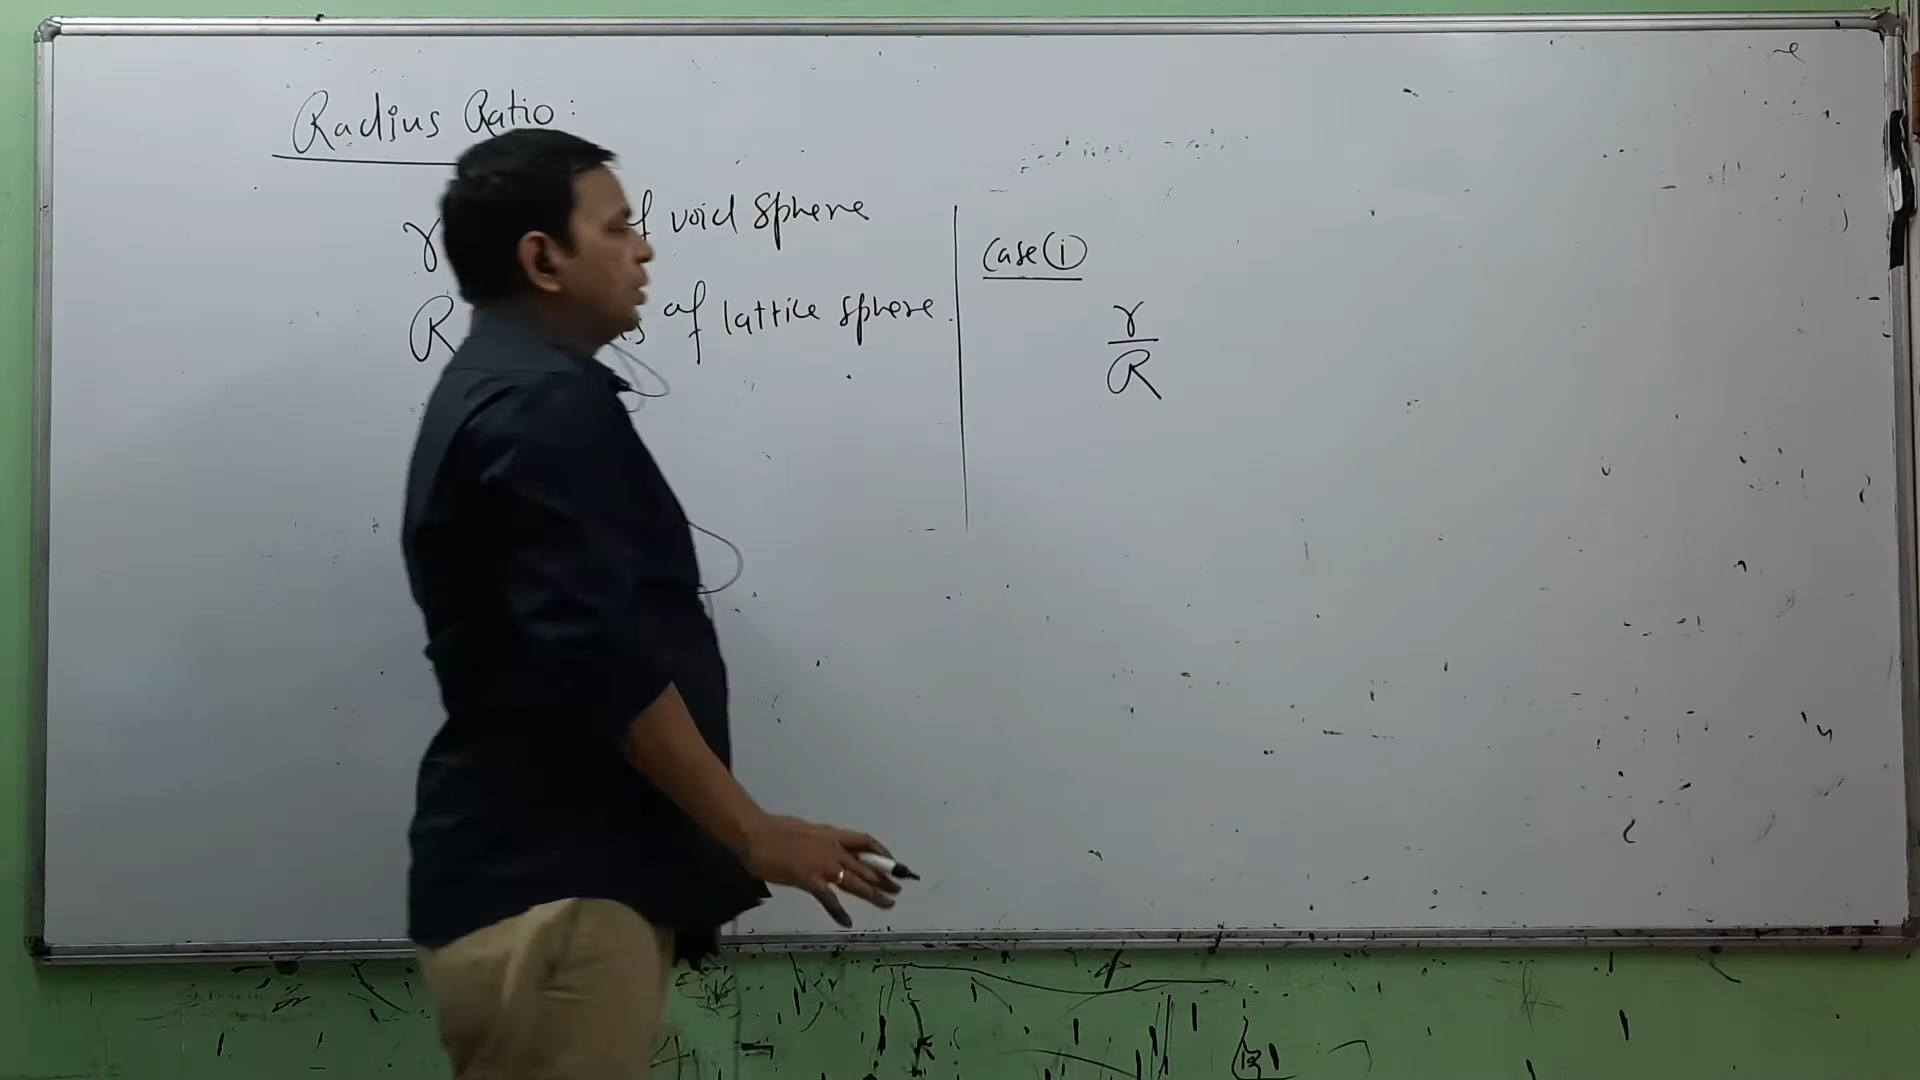 Radius Ratio:
r of void sphere
R of lattice sphere.
Case (i)
r
R